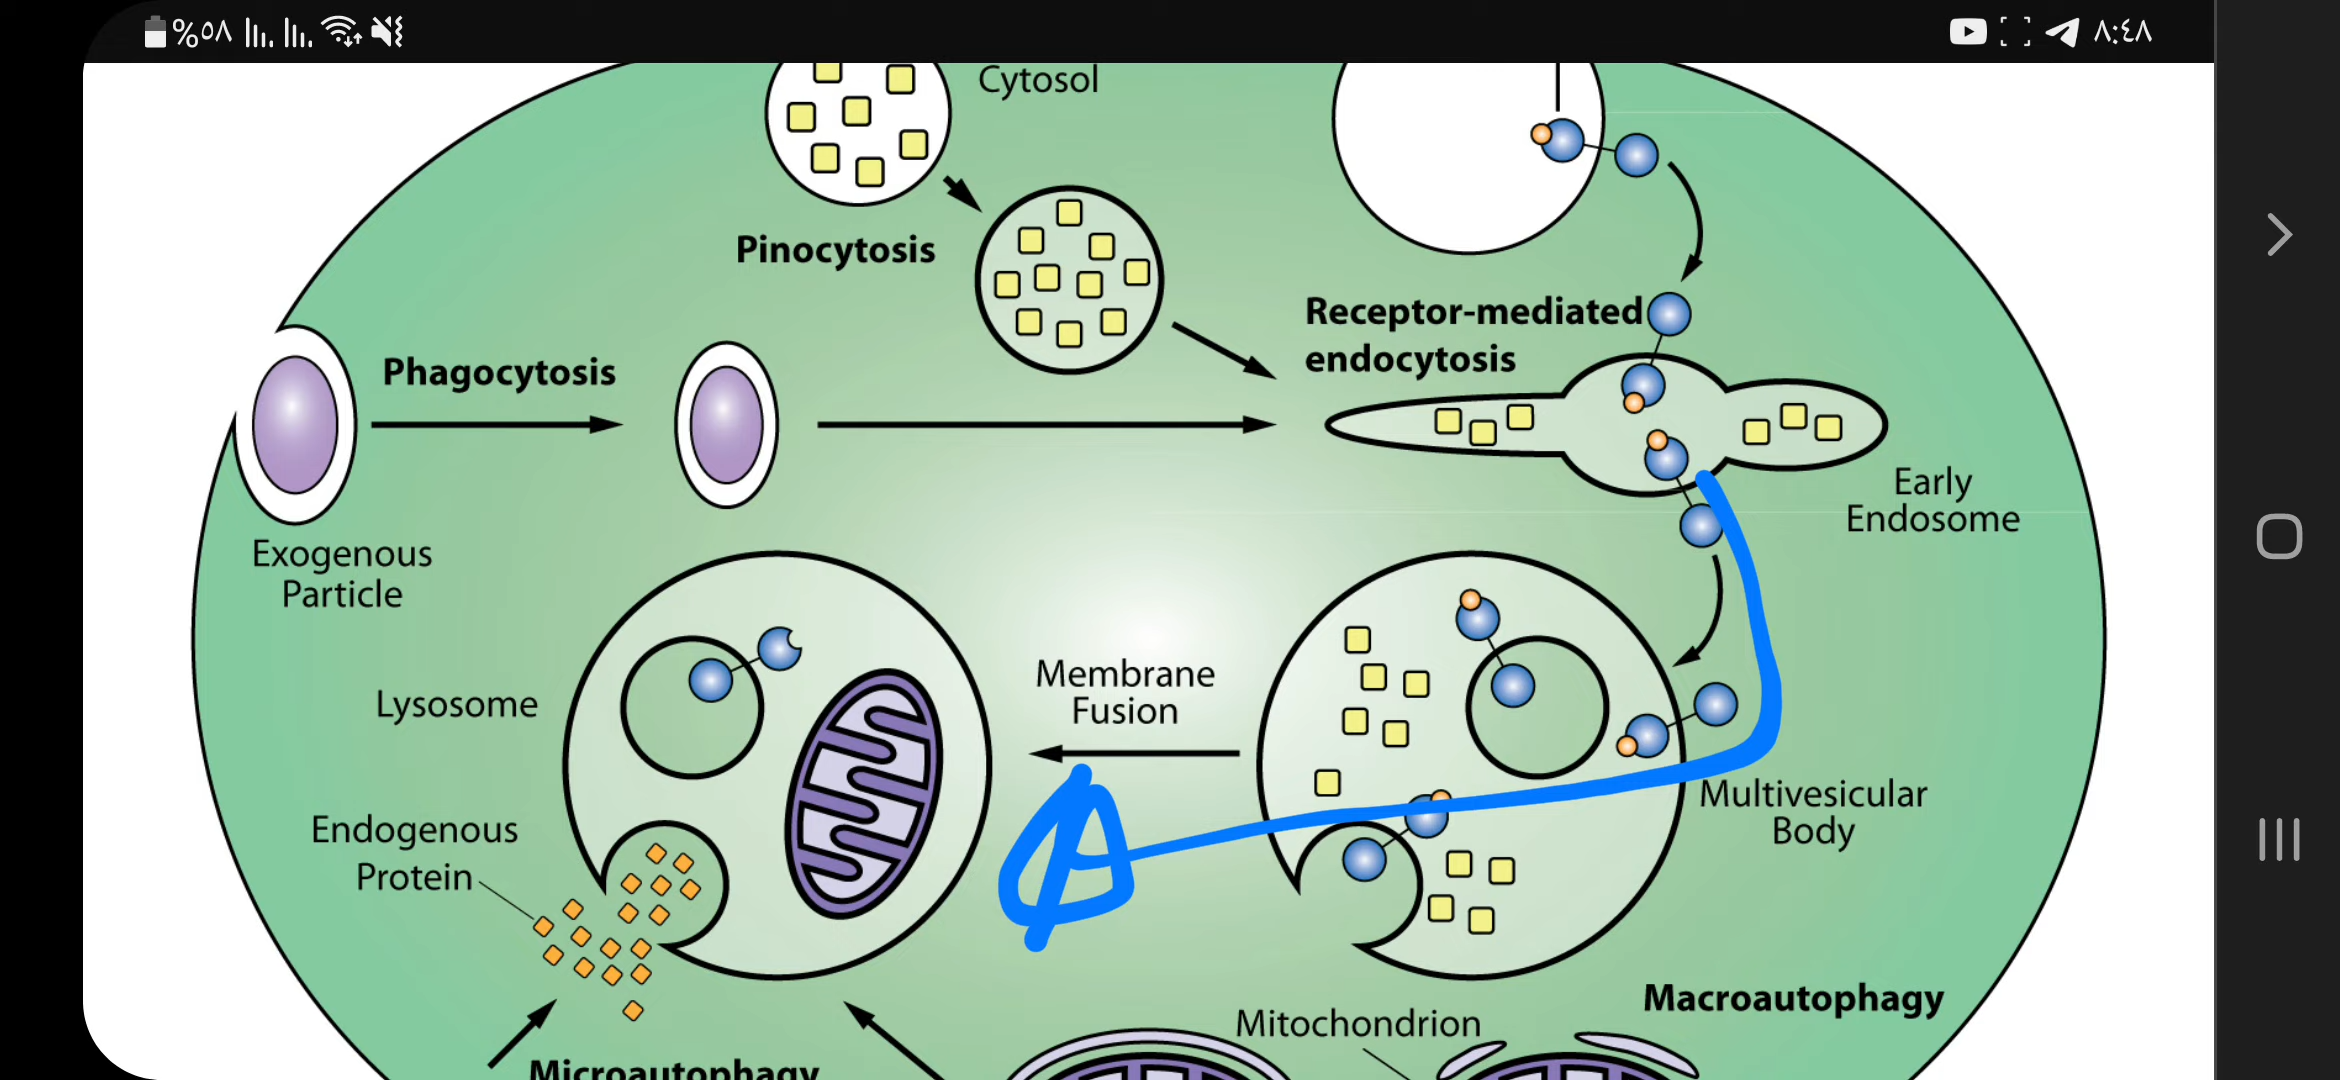 %٥٨
٨:٤٨
Cytosol
Pinocytosis
Receptor-mediated
endocytosis
Phagocytosis
Early
Endosome
Exogenous
Particle
Membrane
Fusion
Lysosome
Multivesicular
Body
Endogenous
Protein
Macroautophagy
Mitochondrion
Microautophagy